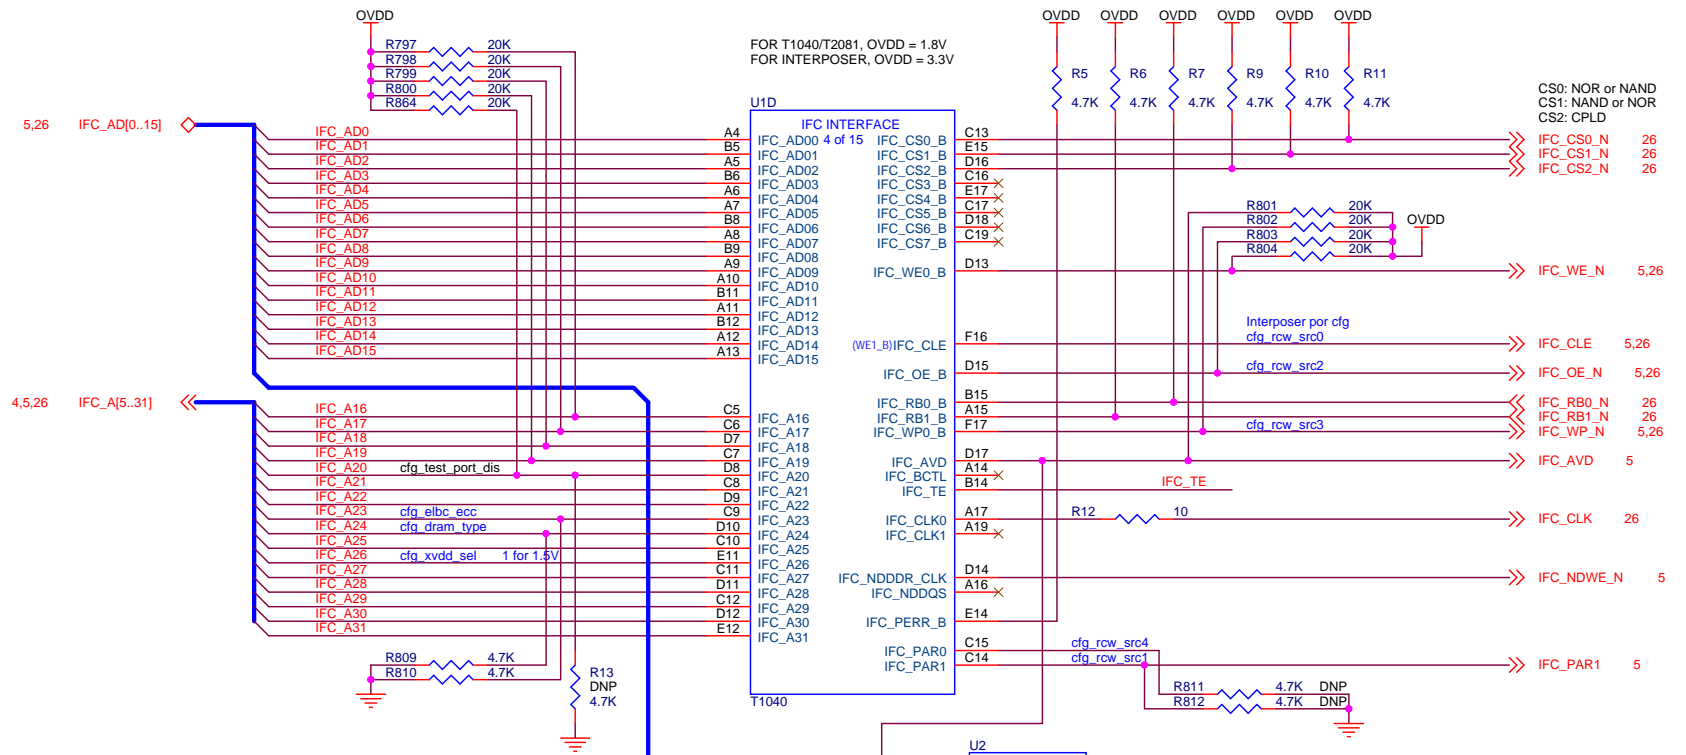 OVDD
R797 20K
R798 20K
R799 20K
R800 20K
R864 20K
FOR T1040/T2081, OVDD = 1.8V
FOR INTERPOSER, OVDD = 3.3V
OVDD OVDD OVDD OVDD OVDD OVDD
R5 R6 R7 R9 R10 R11
4.7K 4.7K 4.7K 4.7K 4.7K 4.7K
CS0: NOR or NAND
CS1: NAND or NOR
CS2: CPLD
5,26 IFC_AD[0..15]
U1D
IFC INTERFACE
4 of 15
IFC_AD0 A4 IFC_AD00
IFC_AD1 B5 IFC_AD01
IFC_AD2 A5 IFC_AD02
IFC_AD3 B6 IFC_AD03
IFC_AD4 A6 IFC_AD04
IFC_AD5 A7 IFC_AD05
IFC_AD6 B8 IFC_AD06
IFC_AD7 A8 IFC_AD07
IFC_AD8 B9 IFC_AD08
IFC_AD9 A9 IFC_AD09
IFC_AD10 A10 IFC_AD10
IFC_AD11 B11 IFC_AD11
IFC_AD12 A11 IFC_AD12
IFC_AD13 B12 IFC_AD13
IFC_AD14 A12 IFC_AD14
IFC_AD15 A13 IFC_AD15
4,5,26 IFC_A[5..31]
IFC_A16 C5 IFC_A16
IFC_A17 C6 IFC_A17
IFC_A18 D7 IFC_A18
IFC_A19 C7 IFC_A19
IFC_A20 cfg_test_port_dis D8 IFC_A20
IFC_A21 C8 IFC_A21
IFC_A22 D9 IFC_A22
IFC_A23 cfg_elbc_ecc C9 IFC_A23
IFC_A24 cfg_dram_type D10 IFC_A24
IFC_A25 C10 IFC_A25
IFC_A26 cfg_xvdd_sel 1 for 1.5V E11 IFC_A26
IFC_A27 C11 IFC_A27
IFC_A28 D11 IFC_A28
IFC_A29 C12 IFC_A29
IFC_A30 D12 IFC_A30
IFC_A31 E12 IFC_A31
R809 4.7K
R810 4.7K
R13
DNP
4.7K
IFC_CS0_B C13 IFC_CS0_N 26
IFC_CS1_B E15 IFC_CS1_N 26
IFC_CS2_B D16 IFC_CS2_N 26
IFC_CS3_B C16
IFC_CS4_B E17
IFC_CS5_B C17
IFC_CS6_B D18
IFC_CS7_B C19
R801 20K
R802 20K OVDD
R803 20K
R804 20K
IFC_WE0_B D13 IFC_WE_N 5,26
Interposer por cfg
(WE1_B) IFC_CLE F16 cfg_rcw_src0 IFC_CLE 5,26
IFC_OE_B D15 cfg_rcw_src2 IFC_OE_N 5,26
IFC_RB0_B B15 IFC_RB0_N 26
IFC_RB1_B A15 IFC_RB1_N 26
IFC_WP0_B F17 cfg_rcw_src3 IFC_WP_N 5,26
IFC_AVD D17 IFC_AVD 5
IFC_BCTL A14
IFC_TE B14 IFC_TE
IFC_CLK0 A17 R12 10 IFC_CLK 26
IFC_CLK1 A19
IFC_NDDDR_CLK D14 IFC_NDWE_N 5
IFC_NDDQS A16
IFC_PERR_B E14
IFC_PAR0 C15 cfg_rcw_src4
IFC_PAR1 C14 cfg_rcw_src1 IFC_PAR1 5
R811 4.7K DNP
R812 4.7K DNP
T1040
U2